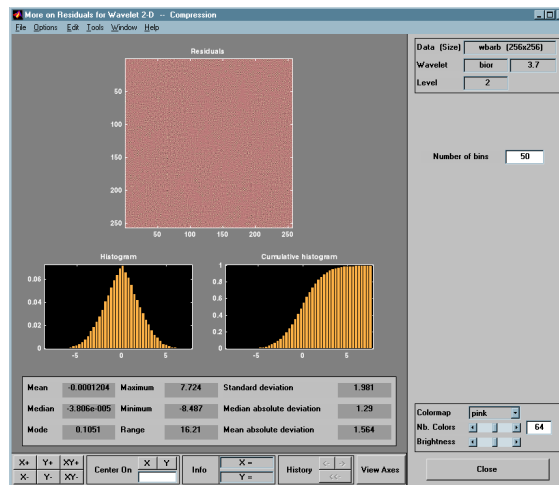 More on Residuals for Wavelet 2-D -- Compression
File Options Edit Tools Window Help
Residuals
50
100
150
200
250
50 100 150 200 250
Histogram
0.06
0.04
0.02
0
-5 0 5
Cumulative histogram
1
0.8
0.6
0.4
0.2
0
-5 0 5
Mean -0.0001204 Maximum 7.724 Standard deviation 1.981
Median -3.806e-005 Minimum -8.487 Median absolute deviation 1.29
Mode 0.1051 Range 16.21 Mean absolute deviation 1.564
Data (Size) wbarb (256x256)
Wavelet bior 3.7
Level 2
Number of bins 50
Colormap pink
Nb. Colors 64
Brightness
X+ Y+ XY+
X- Y- XY-
Center On X Y
Info X = 
Y =
History <- ->
<<-
View Axes
Close